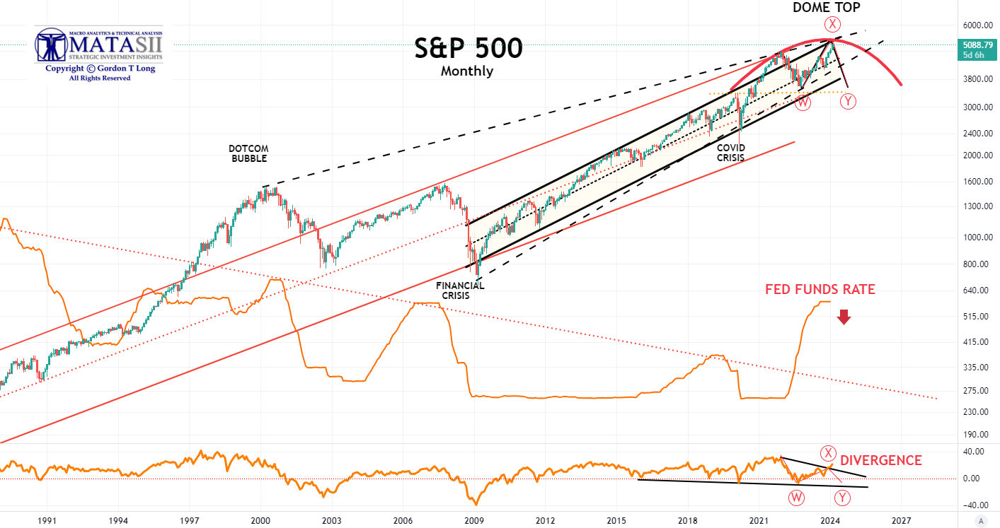 DOME TOP
X
MACRO ANALYTICS & TECHNICAL ANALYSIS
MATASII
STRATEGIC INVESTMENT INSIGHTS
Copyright © Gordon T Long
All Rights Reserved
S&P 500
Monthly
6000.00
5088.79
5d 6h
3800.00
3000.00
2400.00
2000.00
1600.00
1300.00
1000.00
800.00
640.00
515.00
415.00
335.00
275.00
230.00
190.00
W
Y
DOTCOM
BUBBLE
COVID
CRISIS
FINANCIAL
CRISIS
FED FUNDS RATE
X
DIVERGENCE
W
Y
40.00
0.00
−40.00
1991
1994
1997
2000
2003
2006
2009
2012
2015
2018
2021
2024
2027
A